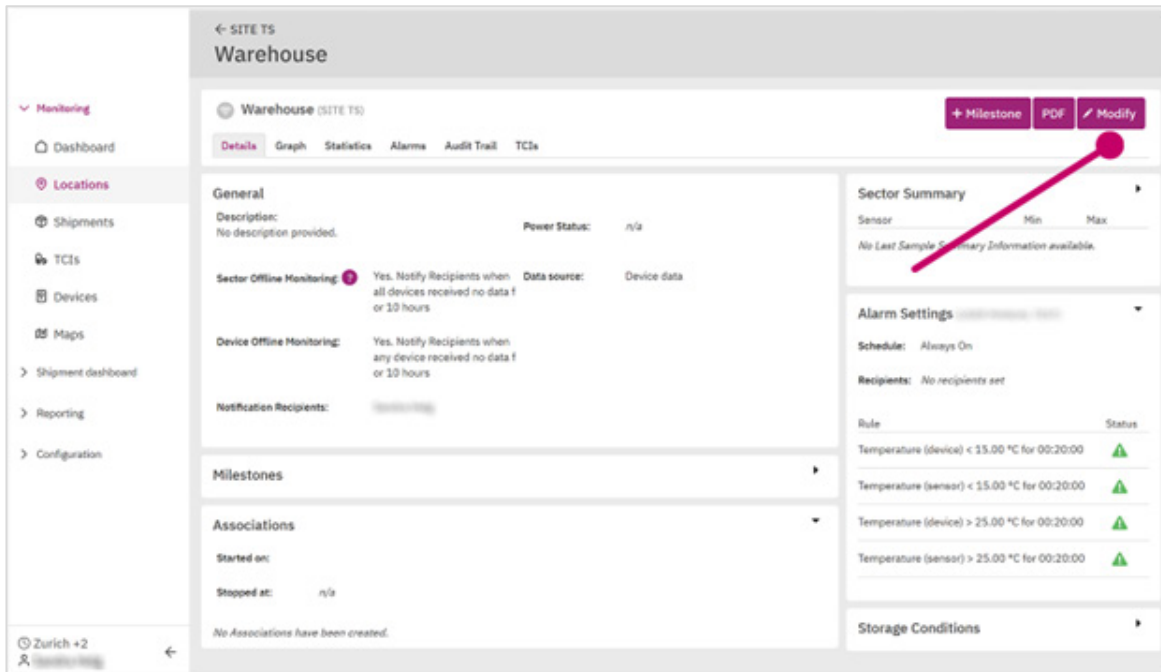 ← SITE TS
Warehouse
Monitoring
Dashboard
Locations
Shipments
TCIs
Devices
Maps
Shipment dashboard
Reporting
Configuration
Zurich +2
Warehouse (SITE TS)
+ Milestone
PDF
Modify
Details Graph Statistics Alarms Audit Trail TCIs
General
Description:
No description provided.
Power Status: n/a
Sector Offline Monitoring: ? Yes. Notify Recipients when
all devices received no data f
or 10 hours
Data source: Device data
Device Offline Monitoring: Yes. Notify Recipients when
any device received no data f
or 10 hours
Notification Recipients:
Milestones
Associations
Started on:
Stopped at: n/a
No Associations have been created.
Sector Summary
Sensor Min Max
No Last Sample Summary Information available.
Alarm Settings
Schedule: Always On
Recipients: No recipients set
Rule Status
Temperature (device) < 15.00 °C for 00:20:00
Temperature (sensor) < 15.00 °C for 00:20:00
Temperature (device) > 25.00 °C for 00:20:00
Temperature (sensor) > 25.00 °C for 00:20:00
Storage Conditions